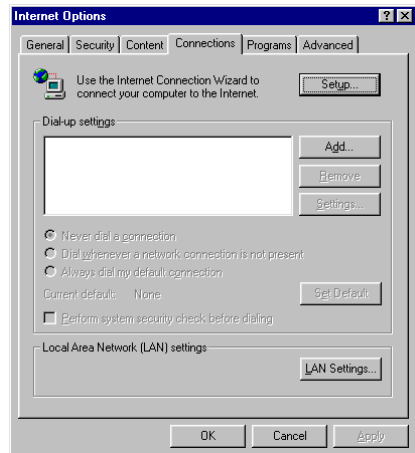 Internet Options
General Security Content Connections Programs Advanced
Use the Internet Connection Wizard to
connect your computer to the Internet.
Setup...
Dial-up settings
Add...
Remove
Settings...
Never dial a connection
Dial whenever a network connection is not present
Always dial my default connection
Current default: None
Set Default
Perform system security check before dialing
Local Area Network (LAN) settings
LAN Settings...
OK Cancel Apply